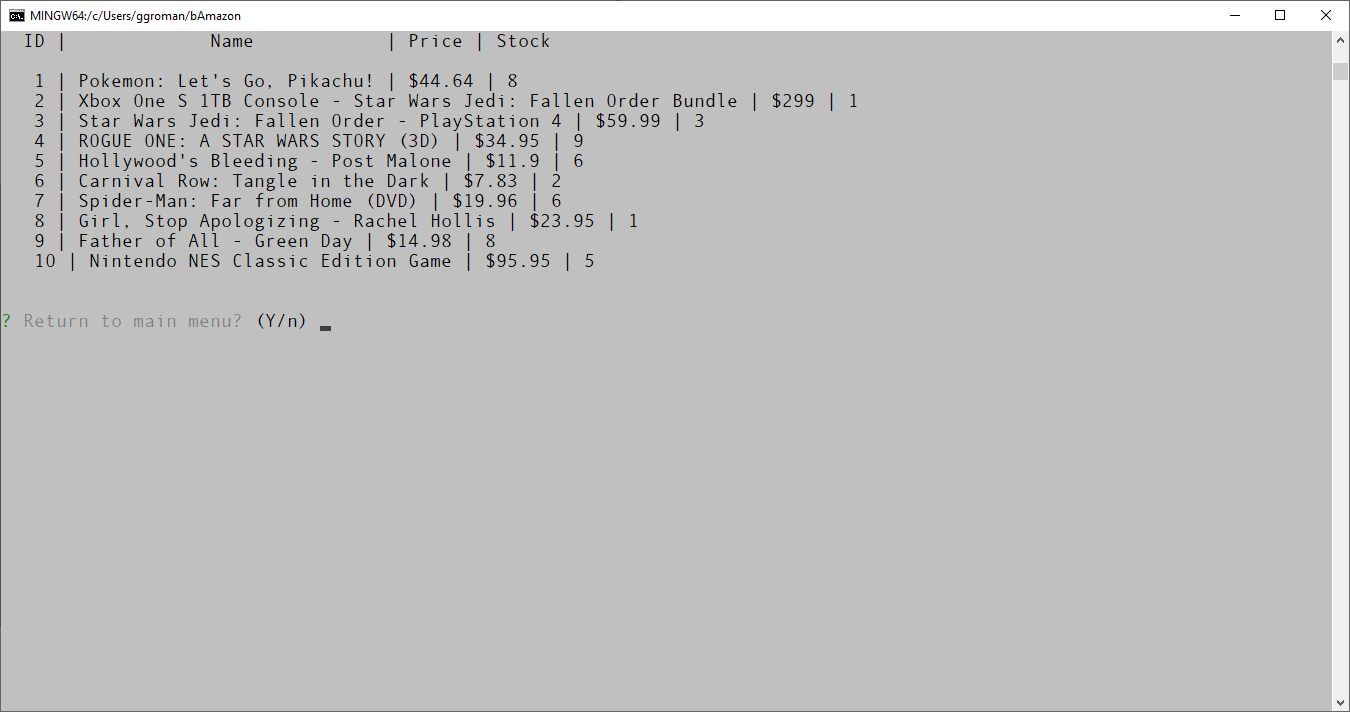 MINGW64:/c/Users/ggroman/bAmazon
ID | Name | Price | Stock
1 | Pokemon: Let's Go, Pikachu! | $44.64 | 8
2 | Xbox One S 1TB Console - Star Wars Jedi: Fallen Order Bundle | $299 | 1
3 | Star Wars Jedi: Fallen Order - PlayStation 4 | $59.99 | 3
4 | ROGUE ONE: A STAR WARS STORY (3D) | $34.95 | 9
5 | Hollywood's Bleeding - Post Malone | $11.9 | 6
6 | Carnival Row: Tangle in the Dark | $7.83 | 2
7 | Spider-Man: Far from Home (DVD) | $19.96 | 6
8 | Girl, Stop Apologizing - Rachel Hollis | $23.95 | 1
9 | Father of All - Green Day | $14.98 | 8
10 | Nintendo NES Classic Edition Game | $95.95 | 5
? Return to main menu? (Y/n)